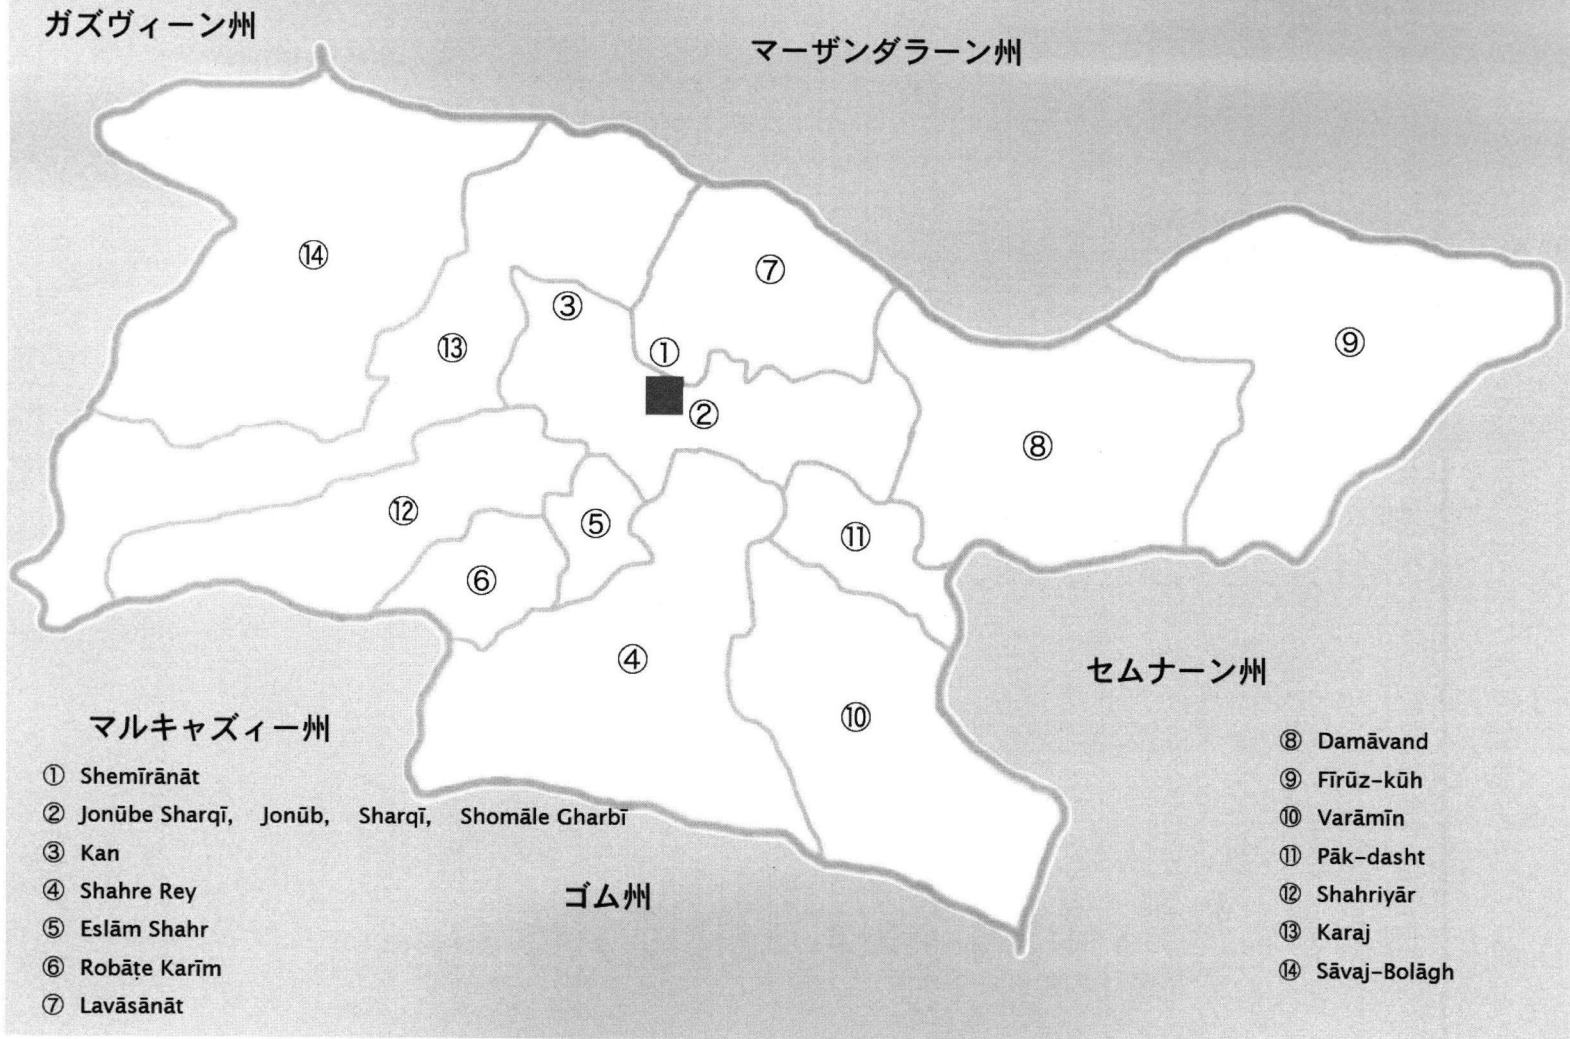 ガズヴィーン州
マーザンダラーン州
⑭
⑦
③
⑨
⑬
①
②
⑧
⑫
⑤
⑪
⑥
④
セムナーン州
⑩
マルキャズィー州
① Shemīrānāt
② Jonūbe Sharqī, Jonūb, Sharqī, Shomāle Gharbī
③ Kan
④ Shahre Rey
⑤ Eslām Shahr
⑥ Robāṭe Karīm
⑦ Lavāsānāt
ゴム州
⑧ Damāvand
⑨ Fīrūz-kūh
⑩ Varāmīn
⑪ Pāk-dasht
⑫ Shahriyār
⑬ Karaj
⑭ Sāvaj-Bolāgh